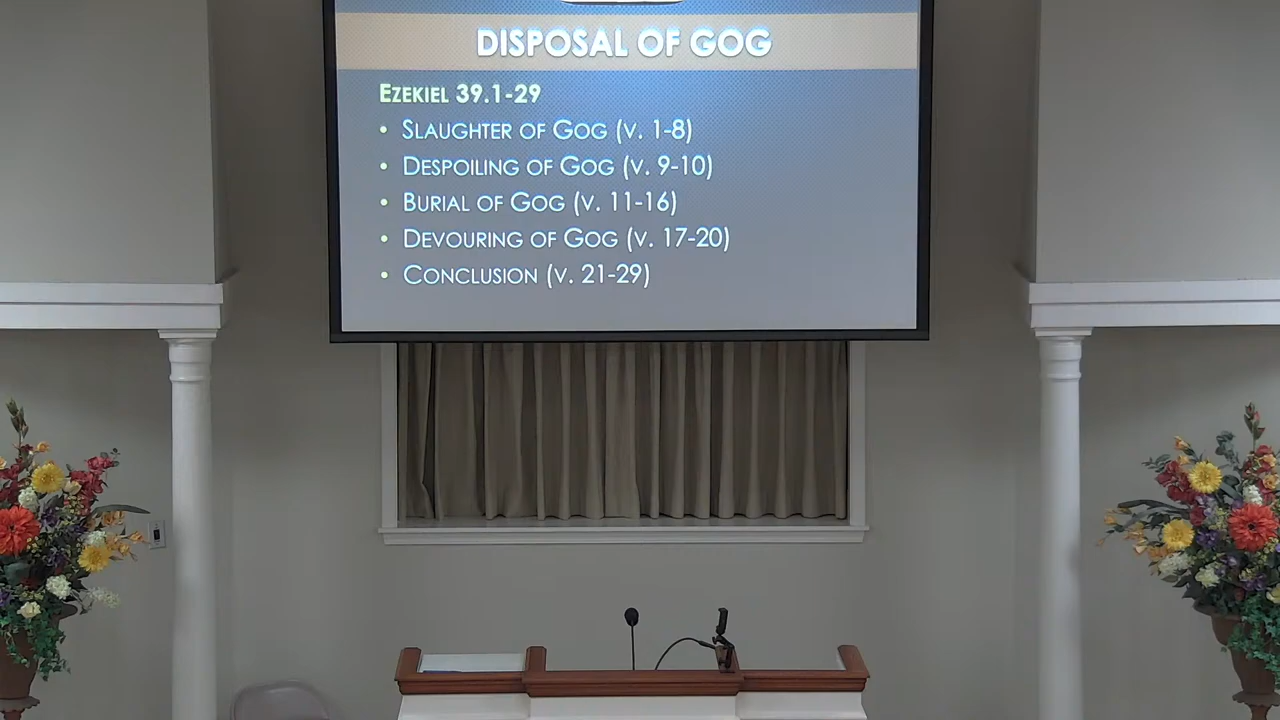 DISPOSAL OF GOG
EZEKIEL 39.1-29
• SLAUGHTER OF GOG (V. 1-8)
• DESPOILING OF GOG (V. 9-10)
• BURIAL OF GOG (V. 11-16)
• DEVOURING OF GOG (V. 17-20)
• CONCLUSION (V. 21-29)